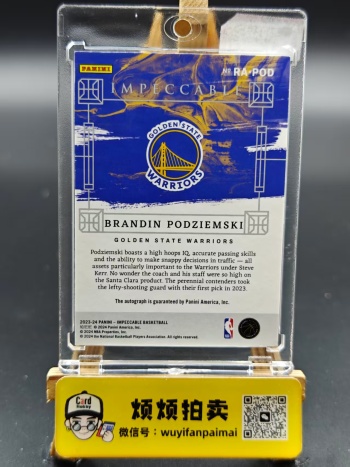 PANINI
№ RA-POD
IMPECCABLE
GOLDEN STATE
WARRIORS
BRANDIN PODZIEMSKI
GOLDEN STATE WARRIORS
Podziemski boasts a high hoops IQ, accurate passing skills
and the ability to make snappy decisions in traffic — all
assets particularly important to the Warriors under Steve
Kerr. No wonder the coach and his staff were so high on
the Santa Clara product. The perennial contenders took
the lefty-shooting guard with their first pick in 2023.
The autograph is guaranteed by Panini America, Inc.
2023-24 PANINI – IMPECCABLE BASKETBALL
© 2024 Panini America, Inc.
© 2024 NBA Properties, Inc.
© 2024 the National Basketball Players Association. All rights reserved.
NBA
Card
烦烦拍卖
微信号：wuyifanpaimai